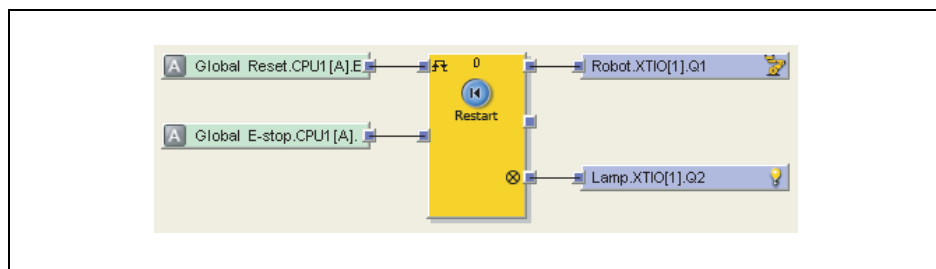 A Global Reset.CPU1[A].E
0
Robot.XTIO[1].Q1
Restart
A Global E-stop.CPU1[A].
Lamp.XTIO[1].Q2